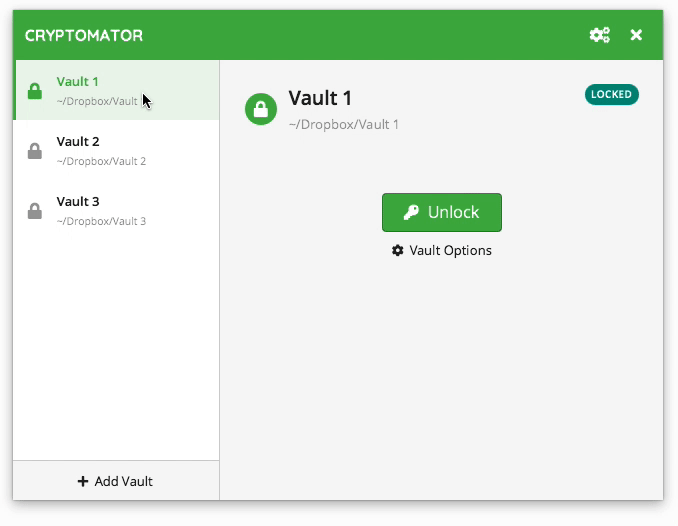 CRYPTOMATOR
Vault 1
~/Dropbox/Vault
Vault 2
~/Dropbox/Vault 2
Vault 3
~/Dropbox/Vault 3
Add Vault
Vault 1
~/Dropbox/Vault 1
LOCKED
Unlock
Vault Options